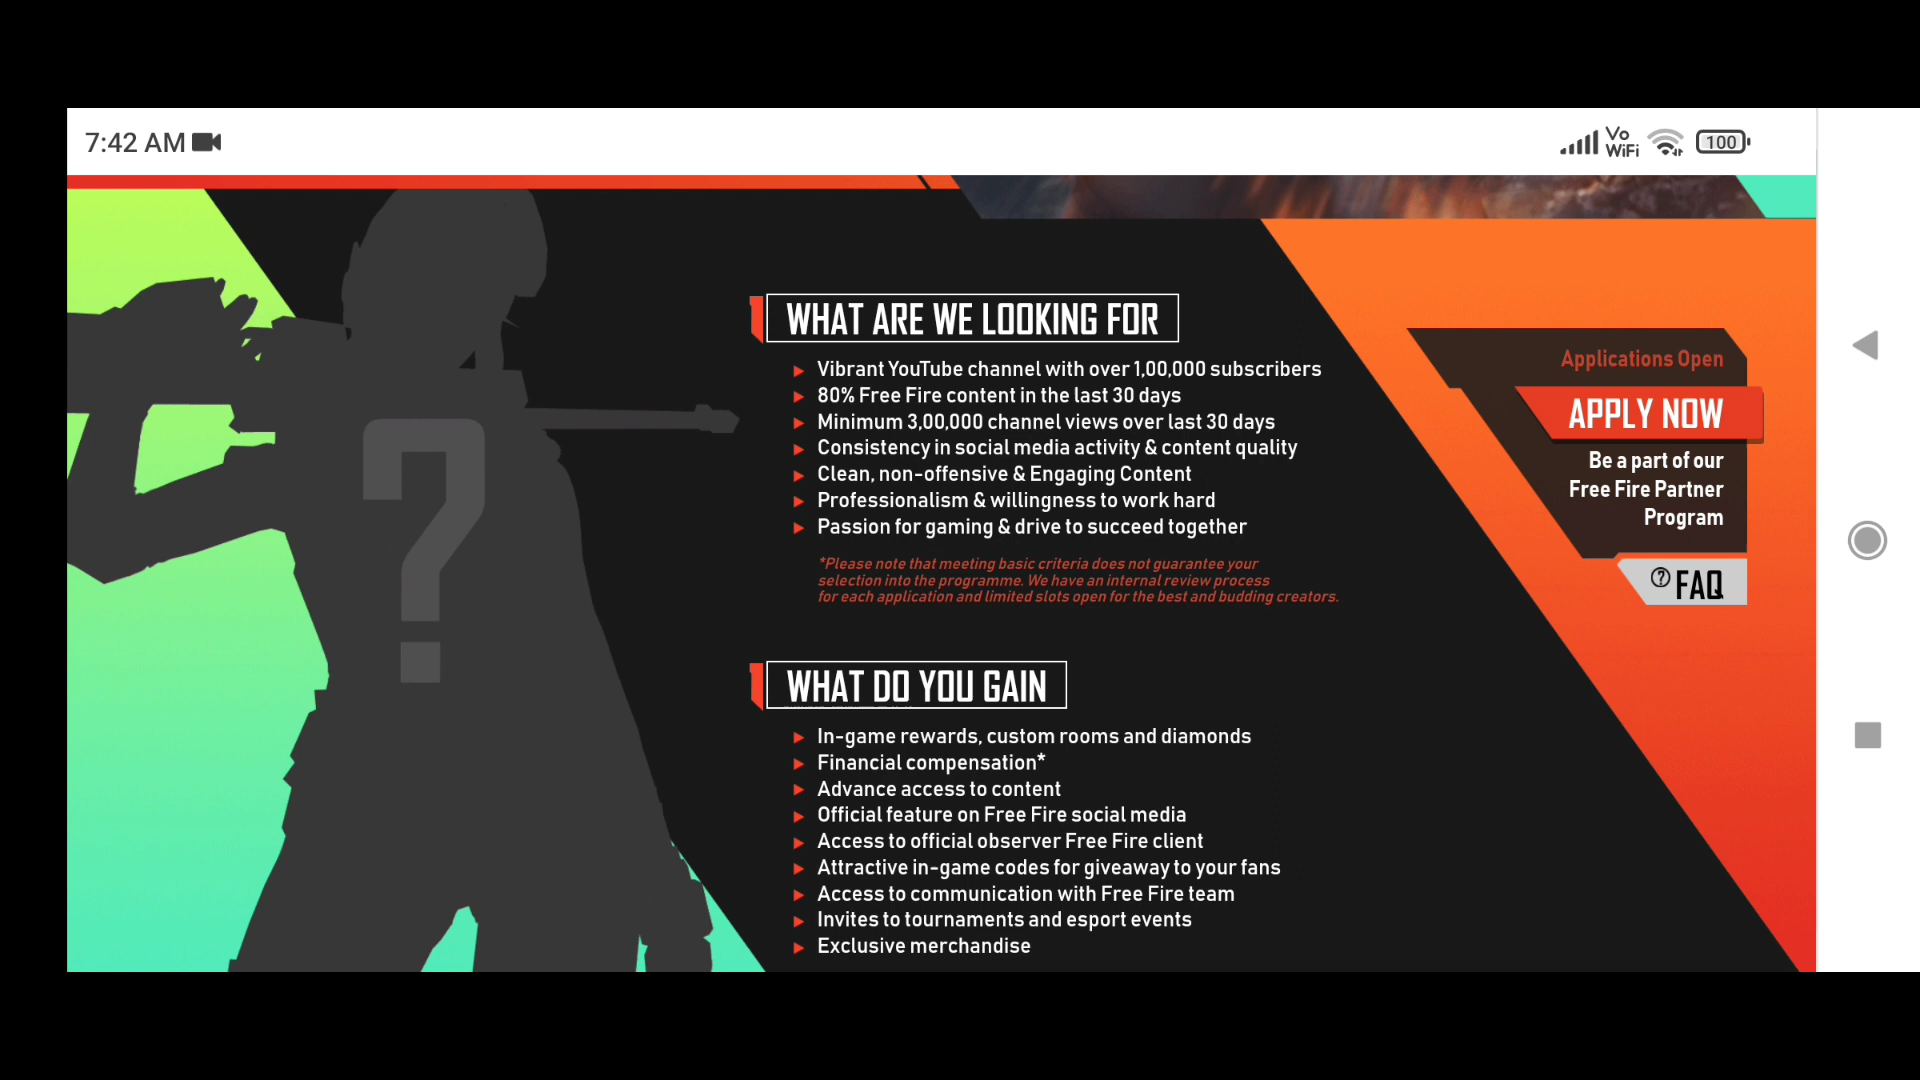 7:42 AM
Vo
WiFi
100
WHAT ARE WE LOOKING FOR
Vibrant YouTube channel with over 1,00,000 subscribers
80% Free Fire content in the last 30 days
Minimum 3,00,000 channel views over last 30 days
Consistency in social media activity & content quality
Clean, non-offensive & Engaging Content
Professionalism & willingness to work hard
Passion for gaming & drive to succeed together
*Please note that meeting basic criteria does not guarantee your
selection into the programme. We have an internal review process
for each application and limited slots open for the best and budding creators.
Applications Open
APPLY NOW
Be a part of our
Free Fire Partner
Program
? FAQ
WHAT DO YOU GAIN
In-game rewards, custom rooms and diamonds
Financial compensation*
Advance access to content
Official feature on Free Fire social media
Access to official observer Free Fire client
Attractive in-game codes for giveaway to your fans
Access to communication with Free Fire team
Invites to tournaments and esport events
Exclusive merchandise
?